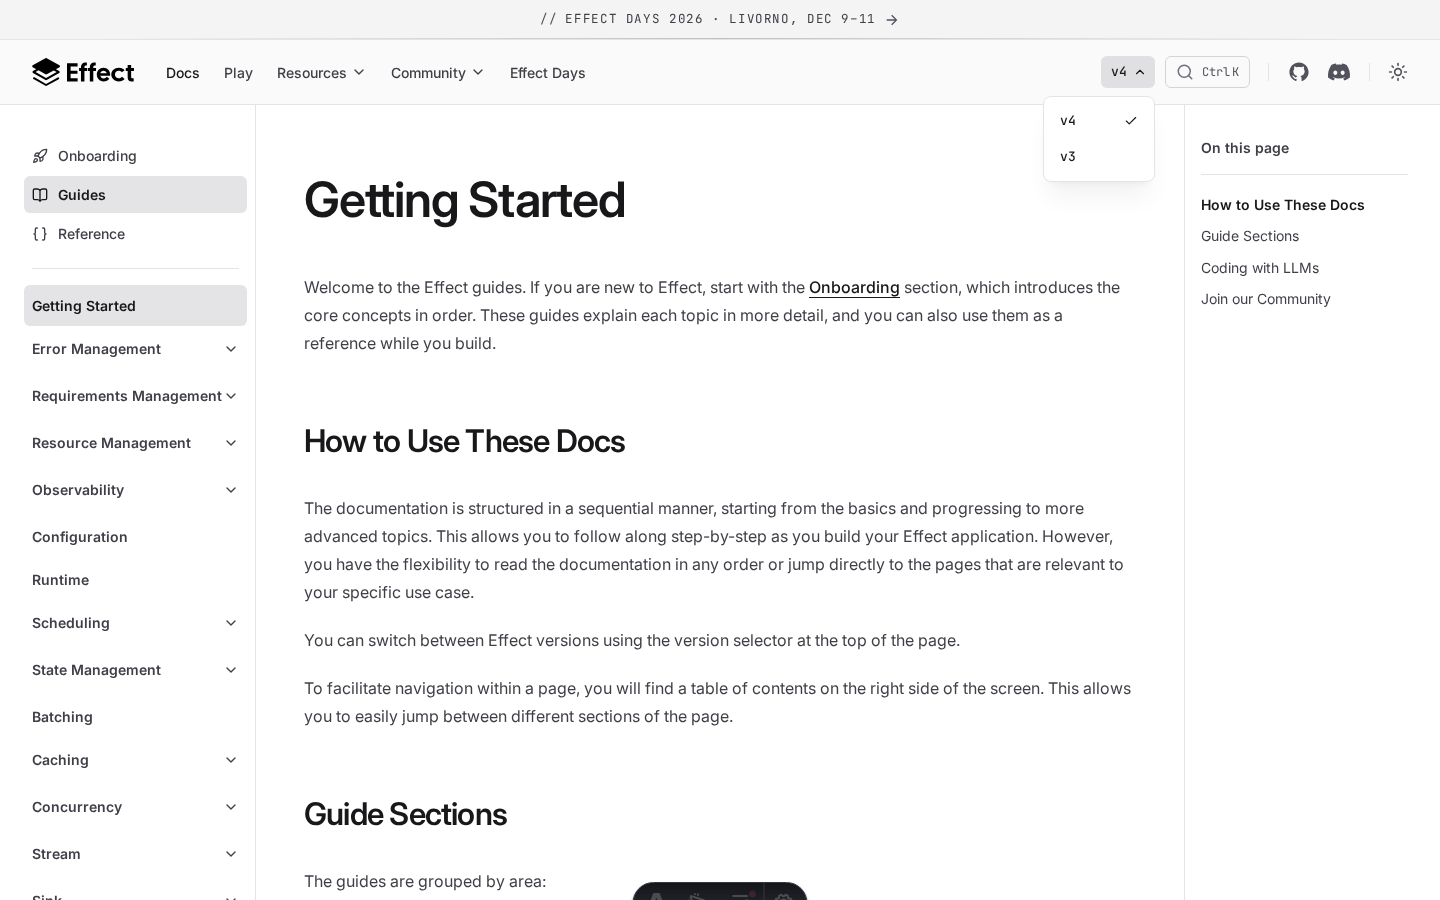 // EFFECT DAYS 2026 · LIVORNO, DEC 9–11
Effect
Docs
Play
Resources
Community
Effect Days
v4
Ctrl K
v4
v3
Onboarding
Guides
Reference
Getting Started
Error Management
Requirements Management
Resource Management
Observability
Configuration
Runtime
Scheduling
State Management
Batching
Caching
Concurrency
Stream
Sink
Getting Started
Welcome to the Effect guides. If you are new to Effect, start with the Onboarding section, which introduces the
core concepts in order. These guides explain each topic in more detail, and you can also use them as a
reference while you build.
How to Use These Docs
The documentation is structured in a sequential manner, starting from the basics and progressing to more
advanced topics. This allows you to follow along step-by-step as you build your Effect application. However,
you have the flexibility to read the documentation in any order or jump directly to the pages that are relevant to
your specific use case.
You can switch between Effect versions using the version selector at the top of the page.
To facilitate navigation within a page, you will find a table of contents on the right side of the screen. This allows
you to easily jump between different sections of the page.
Guide Sections
The guides are grouped by area:
On this page
How to Use These Docs
Guide Sections
Coding with LLMs
Join our Community